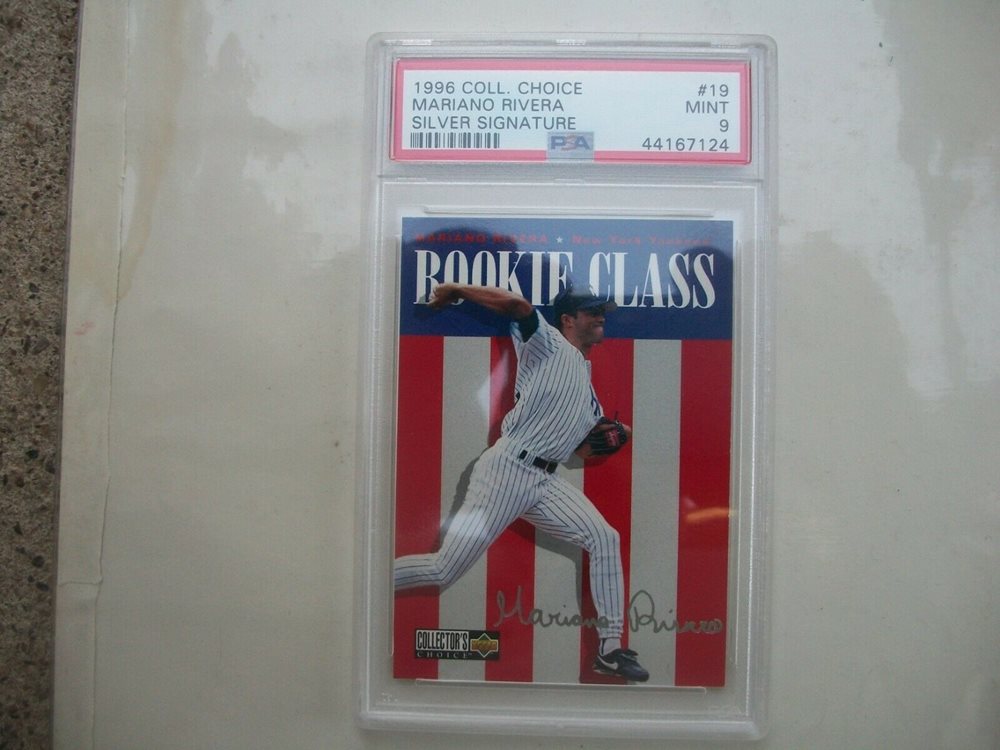 1996 COLL. CHOICE #19
MARIANO RIVERA MINT
SILVER SIGNATURE 9
PSA 44167124
MARIANO RIVERA ★ NEW YORK YANKEES
ROOKIE CLASS
Mariano Rivera
COLLECTOR'S
CHOICE